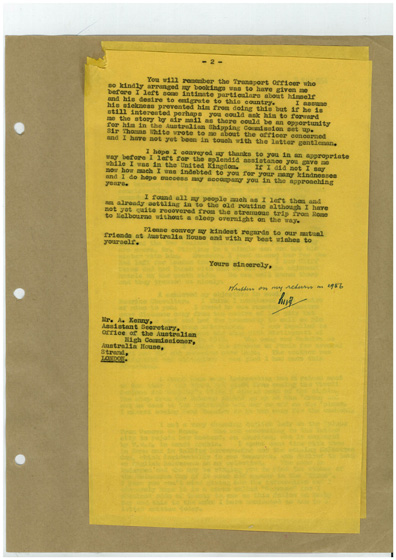 - 2 -
You will remember the Transport Officer who
so kindly arranged my bookings was to have given me
before I left some intimate particulars about himself
and his desire to emigrate to this country. I assume
his sickness prevented him from doing this but if he is
still interested perhaps you could ask him to forward
me the story by air mail as there could be an opportunity
for him in the Australian Shipping Commission set up.
Sir Thomas White wrote to me about the officer concerned
and I have not yet been in touch with the latter gentleman.
I hope I conveyed my thanks to you in an appropriate
way before I left for the splendid assistance you gave me
while I was in the United Kingdom. If I did not I say
now how much I was indebted to you for your many kindnesses
and I do hope success may accompany you in the approaching
years.
I found all my people much as I left them and
am already settling in to the old routine although I have
not yet quite recovered from the strenuous trip from Rome
to Melbourne without a sleep overnight on the way.
Please convey my kindest regards to our mutual
friends at Australia House and with my best wishes to
yourself.
Yours sincerely,
Written on my return in 1956
Mr. A. Kenny,
Assistant Secretary,
Office of the Australian
High Commissioner,
Australia House,
Strand,
LONDON.